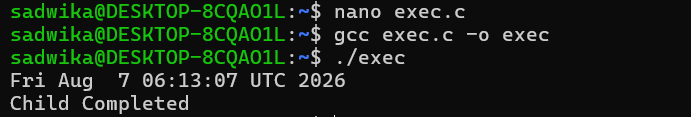 sadwika@DESKTOP-8CQAO1L:~$ nano exec.c
sadwika@DESKTOP-8CQAO1L:~$ gcc exec.c -o exec
sadwika@DESKTOP-8CQAO1L:~$ ./exec
Fri Aug  7 06:13:07 UTC 2026
Child Completed